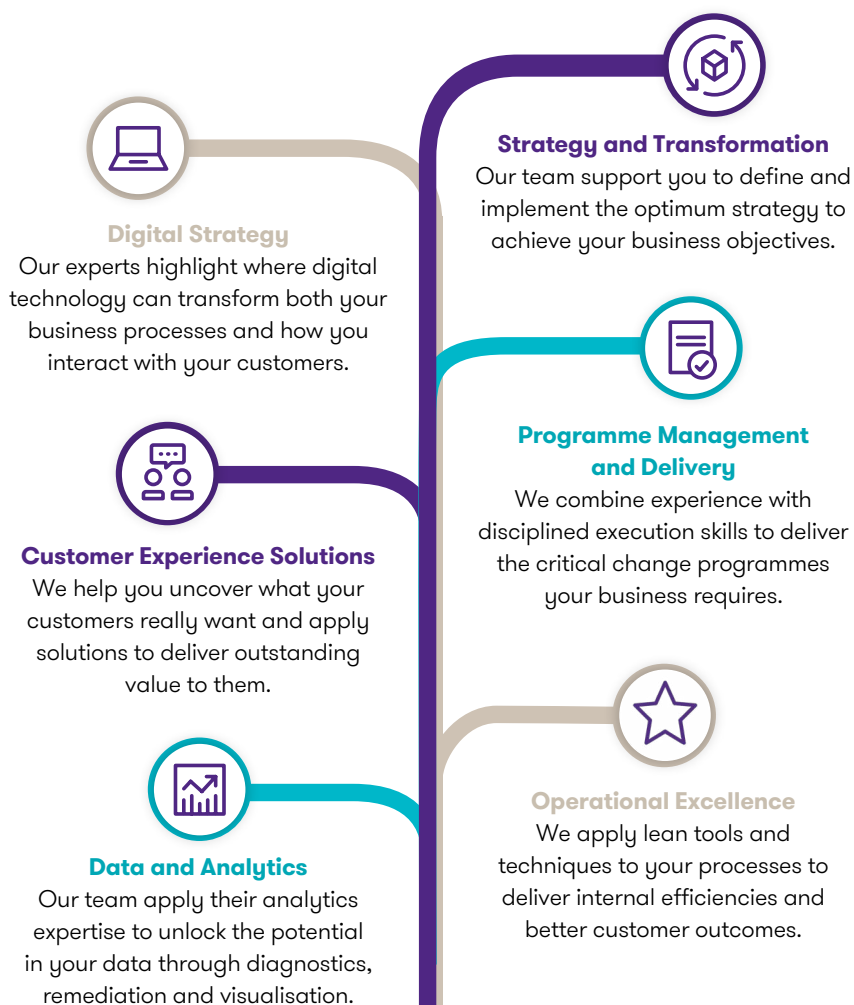 Strategy and Transformation
Our team support you to define and
implement the optimum strategy to
achieve your business objectives.
Digital Strategy
Our experts highlight where digital
technology can transform both your
business processes and how you
interact with your customers.
Programme Management
and Delivery
We combine experience with
disciplined execution skills to deliver
the critical change programmes
your business requires.
Customer Experience Solutions
We help you uncover what your
customers really want and apply
solutions to deliver outstanding
value to them.
Operational Excellence
We apply lean tools and
techniques to your processes to
deliver internal efficiencies and
better customer outcomes.
Data and Analytics
Our team apply their analytics
expertise to unlock the potential
in your data through diagnostics,
remediation and visualisation.